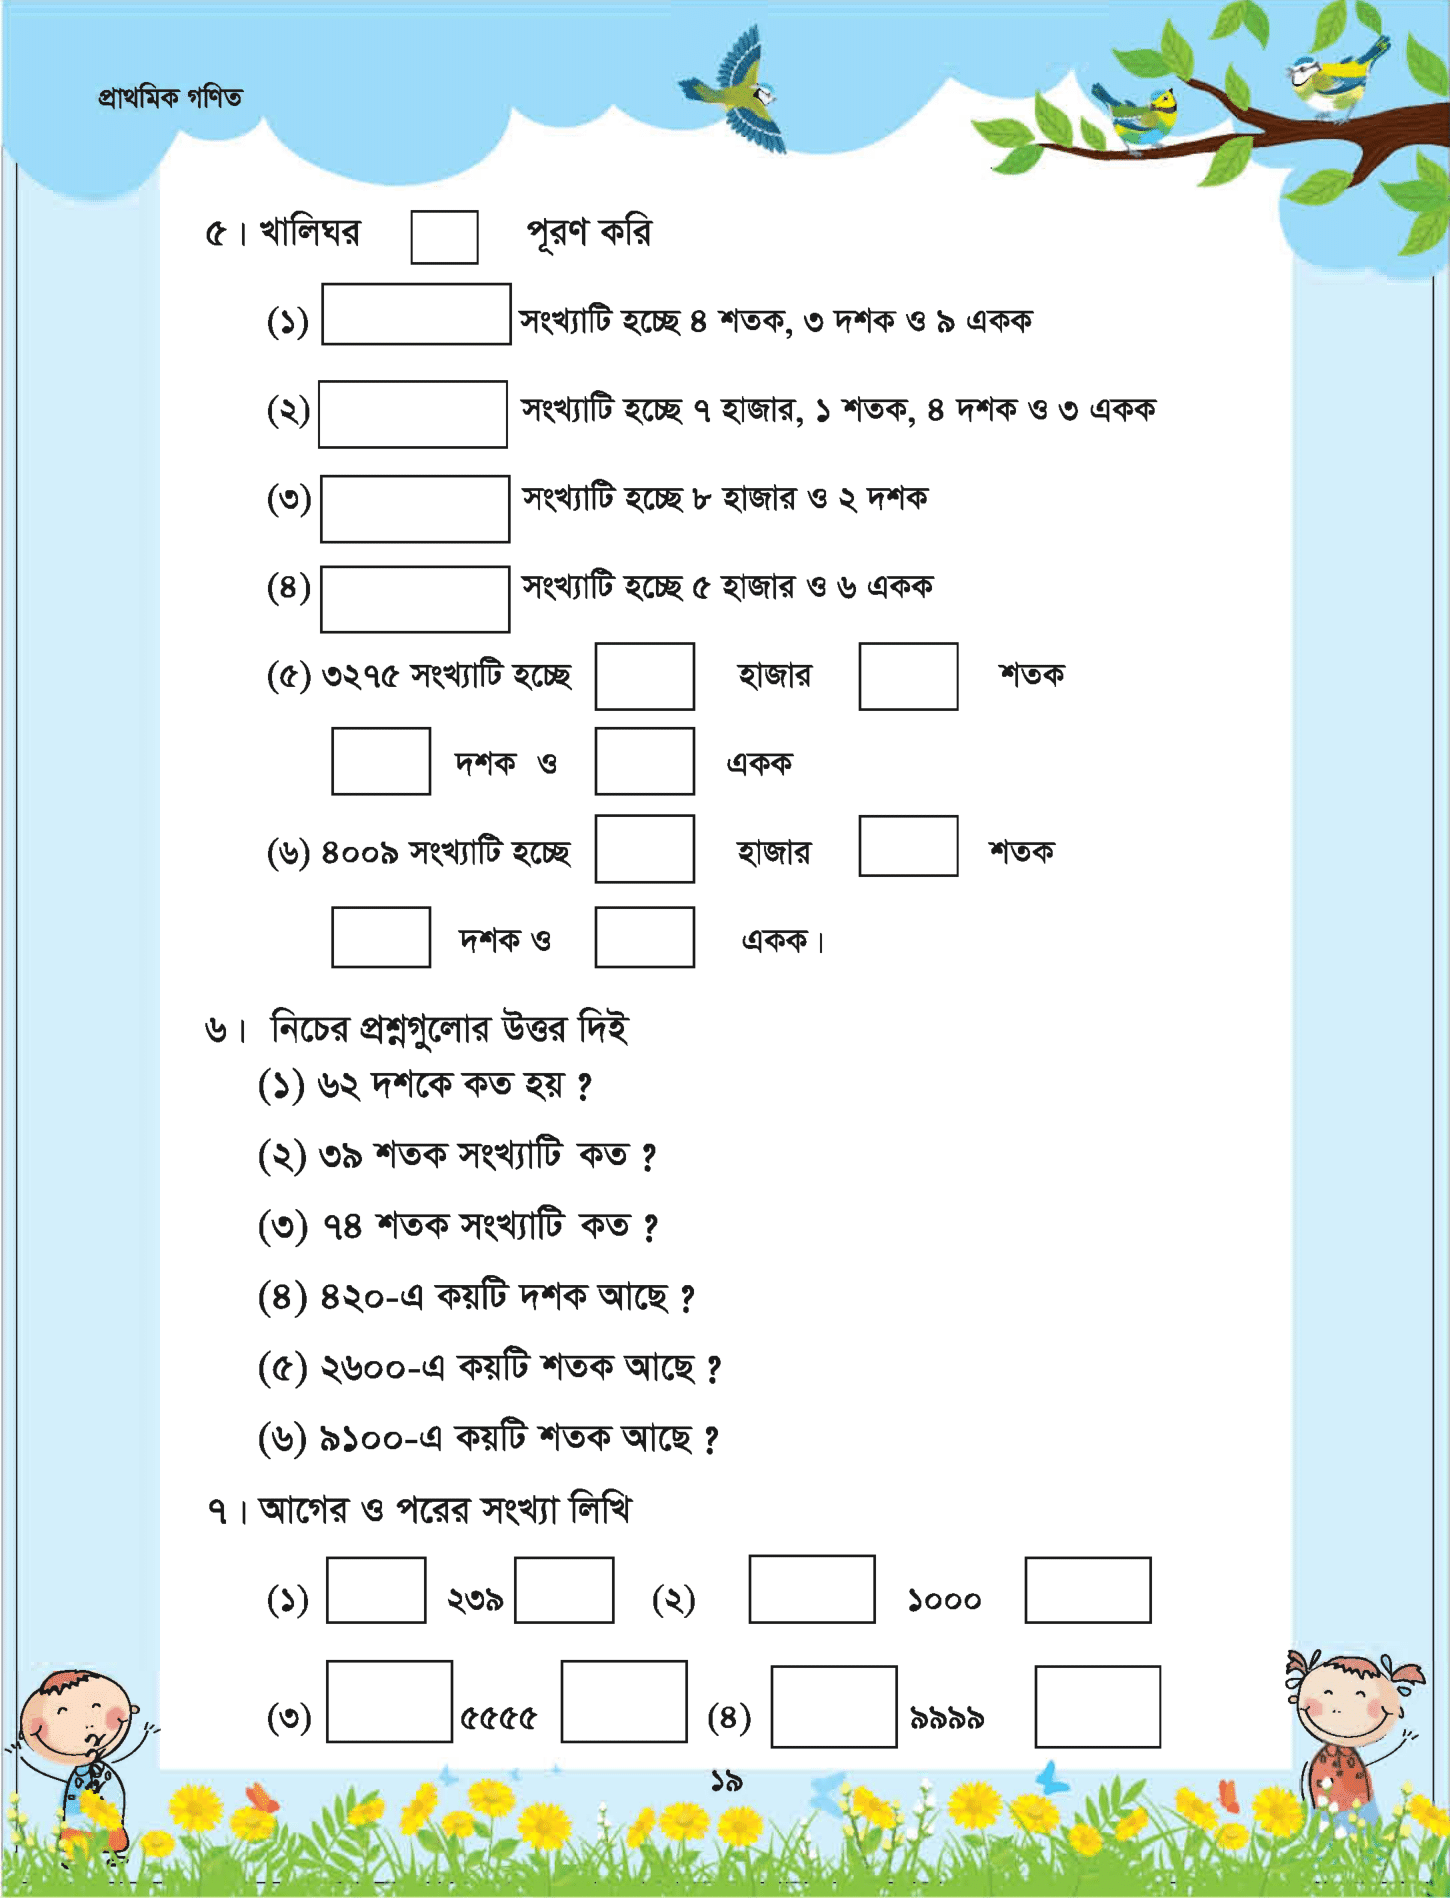 প্রাথমিক গণিত
৫। খালিঘর পূরণ করি
(১) সংখ্যাটি হচ্ছে ৪ শতক, ৩ দশক ও ৯ একক
(২) সংখ্যাটি হচ্ছে ৭ হাজার, ১ শতক, ৪ দশক ও ৩ একক
(৩) সংখ্যাটি হচ্ছে ৮ হাজার ও ২ দশক
(৪) সংখ্যাটি হচ্ছে ৫ হাজার ও ৬ একক
(৫) ৩২৭৫ সংখ্যাটি হচ্ছে হাজার শতক
দশক ও একক
(৬) ৪০০৯ সংখ্যাটি হচ্ছে হাজার শতক
দশক ও একক।
৬। নিচের প্রশ্নগুলোর উত্তর দিই
(১) ৬২ দশকে কত হয় ?
(২) ৩৯ শতক সংখ্যাটি কত ?
(৩) ৭৪ শতক সংখ্যাটি কত ?
(৪) ৪২০-এ কয়টি দশক আছে ?
(৫) ২৬০০-এ কয়টি শতক আছে ?
(৬) ৯১০০-এ কয়টি শতক আছে ?
৭। আগের ও পরের সংখ্যা লিখি
(১) ২৩৯ (২) ১০০০
(৩) ৫৫৫৫ (৪) ৯৯৯৯
১৯